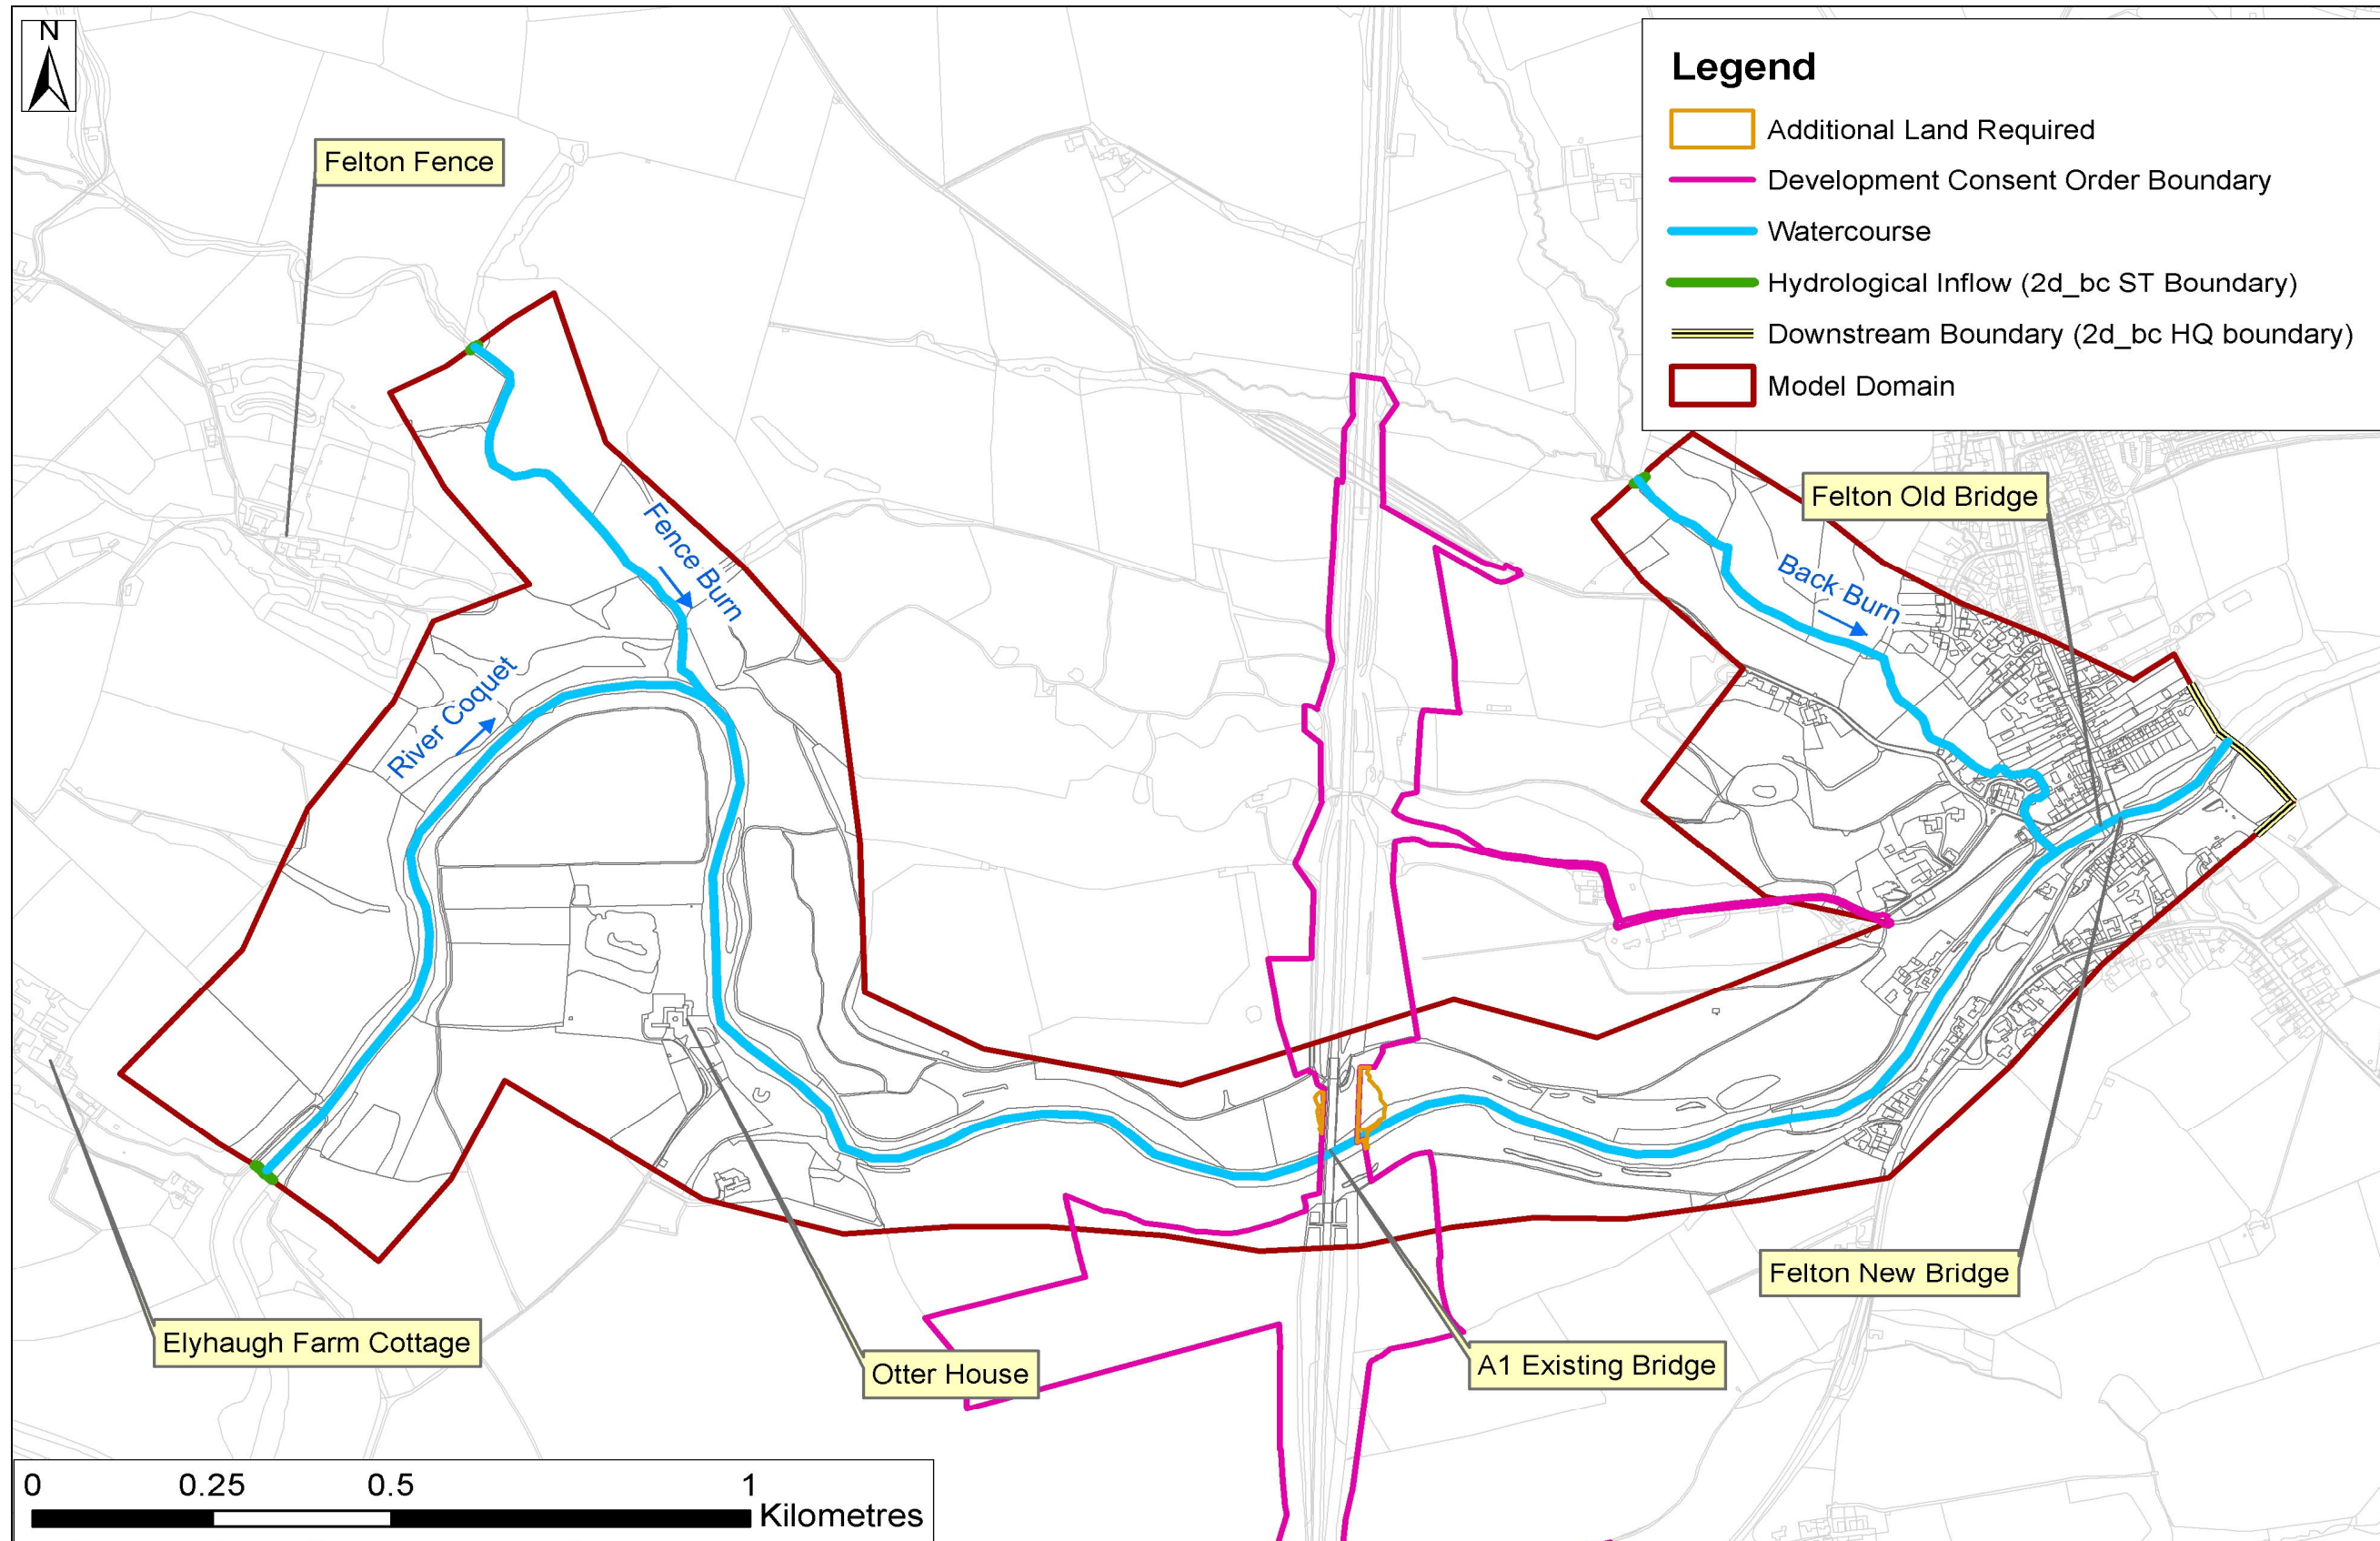 N
Legend
Additional Land Required
Development Consent Order Boundary
Watercourse
Hydrological Inflow (2d_bc ST Boundary)
Downstream Boundary (2d_bc HQ boundary)
Model Domain
Felton Fence
Felton Old Bridge
Fence Burn
Back Burn
River Coquet
Felton New Bridge
Elyhaugh Farm Cottage
Otter House
A1 Existing Bridge
0 0.25 0.5 1
Kilometres